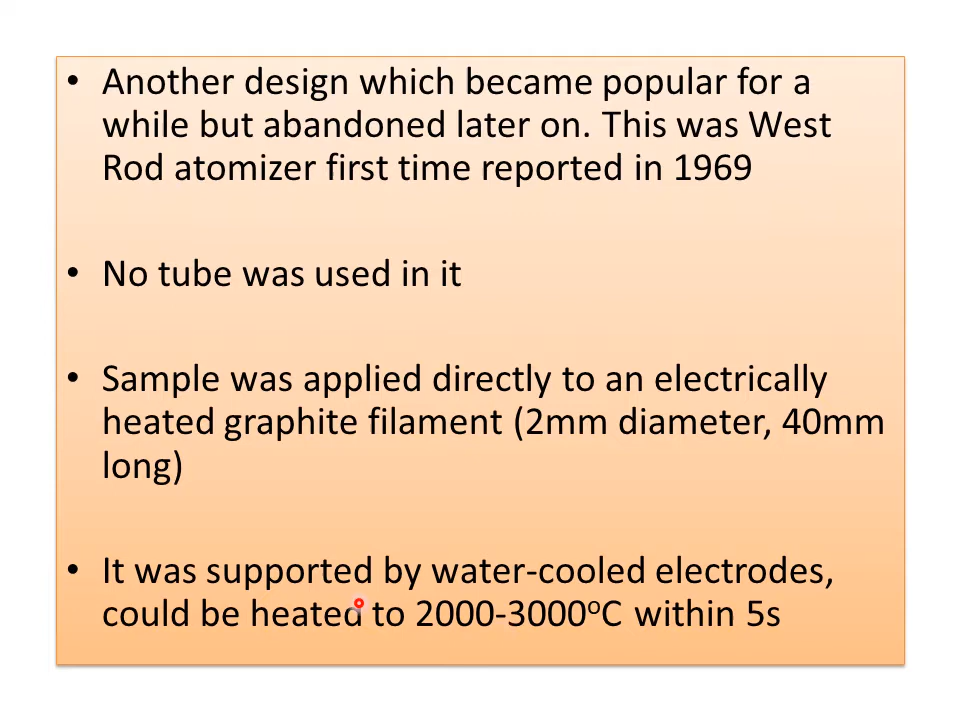 • Another design which became popular for a
while but abandoned later on. This was West
Rod atomizer first time reported in 1969
• No tube was used in it
• Sample was applied directly to an electrically
heated graphite filament (2mm diameter, 40mm
long)
• It was supported by water-cooled electrodes,
could be heated to 2000-3000ºC within 5s